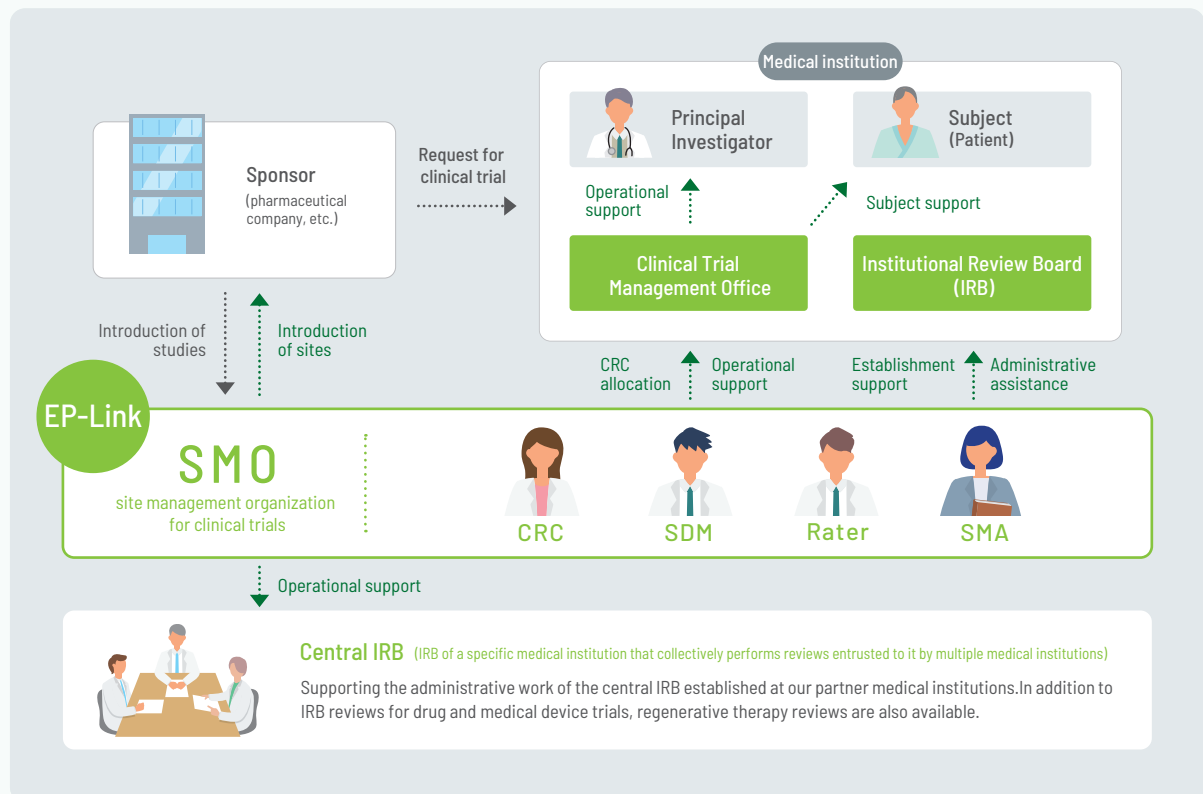 Medical institution
Principal
Investigator
Subject
(Patient)
Sponsor
(pharmaceutical
company, etc.)
Request for
clinical trial
Operational
support
Subject support
Clinical Trial
Management Office
Institutional Review Board
(IRB)
Introduction of
studies
Introduction
of sites
CRC
allocation
Operational
support
Establishment
support
Administrative
assistance
EP-Link
SMO
site management organization
for clinical trials
CRC
SDM
Rater
SMA
Operational support
Central IRB (IRB of a specific medical institution that collectively performs reviews entrusted to it by multiple medical institutions)
Supporting the administrative work of the central IRB established at our partner medical institutions.In addition to
IRB reviews for drug and medical device trials, regenerative therapy reviews are also available.